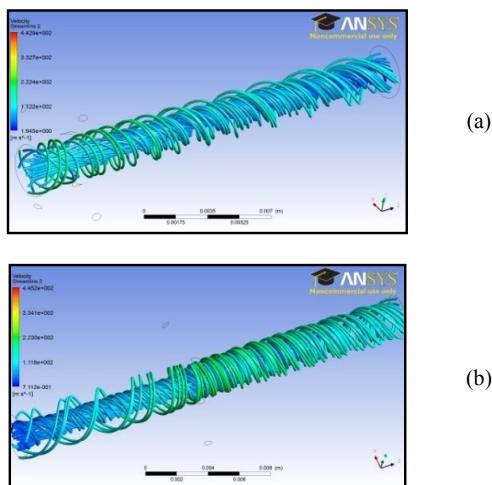 Velocity
Streamline 2
4.429e+002
3.327e+002
2.224e+002
1.122e+002
1.945e+000
[m s^-1]
ANSYS
Noncommercial use only
0 0.0035 0.007 (m)
0.00175 0.00525
(a)
Velocity
Streamline 2
4.452e+002
3.341e+002
2.230e+002
1.118e+002
7.112e-001
[m s^-1]
ANSYS
Noncommercial use only
0 0.004 0.008 (m)
0.002 0.006
(b)